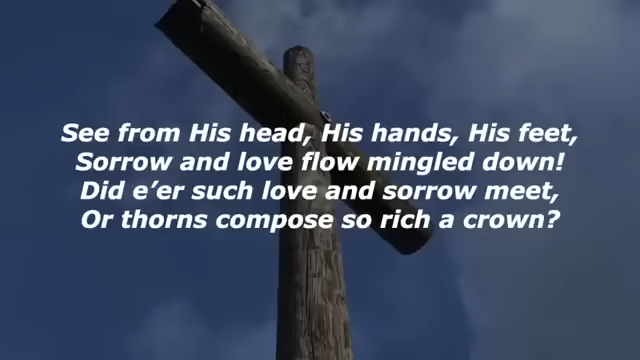 See from His head, His hands, His feet,
Sorrow and love flow mingled down!
Did e’er such love and sorrow meet,
Or thorns compose so rich a crown?